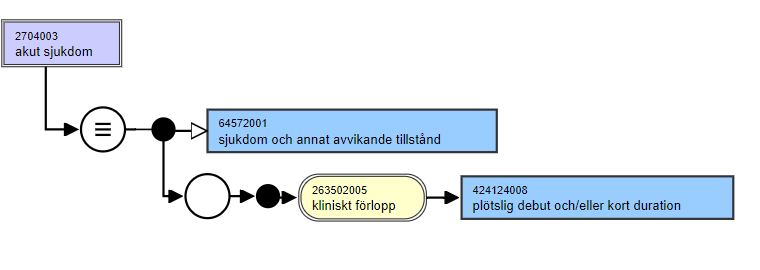 2704003
akut sjukdom
64572001
sjukdom och annat avvikande tillstånd
263502005
kliniskt förlopp
424124008
plötslig debut och/eller kort duration